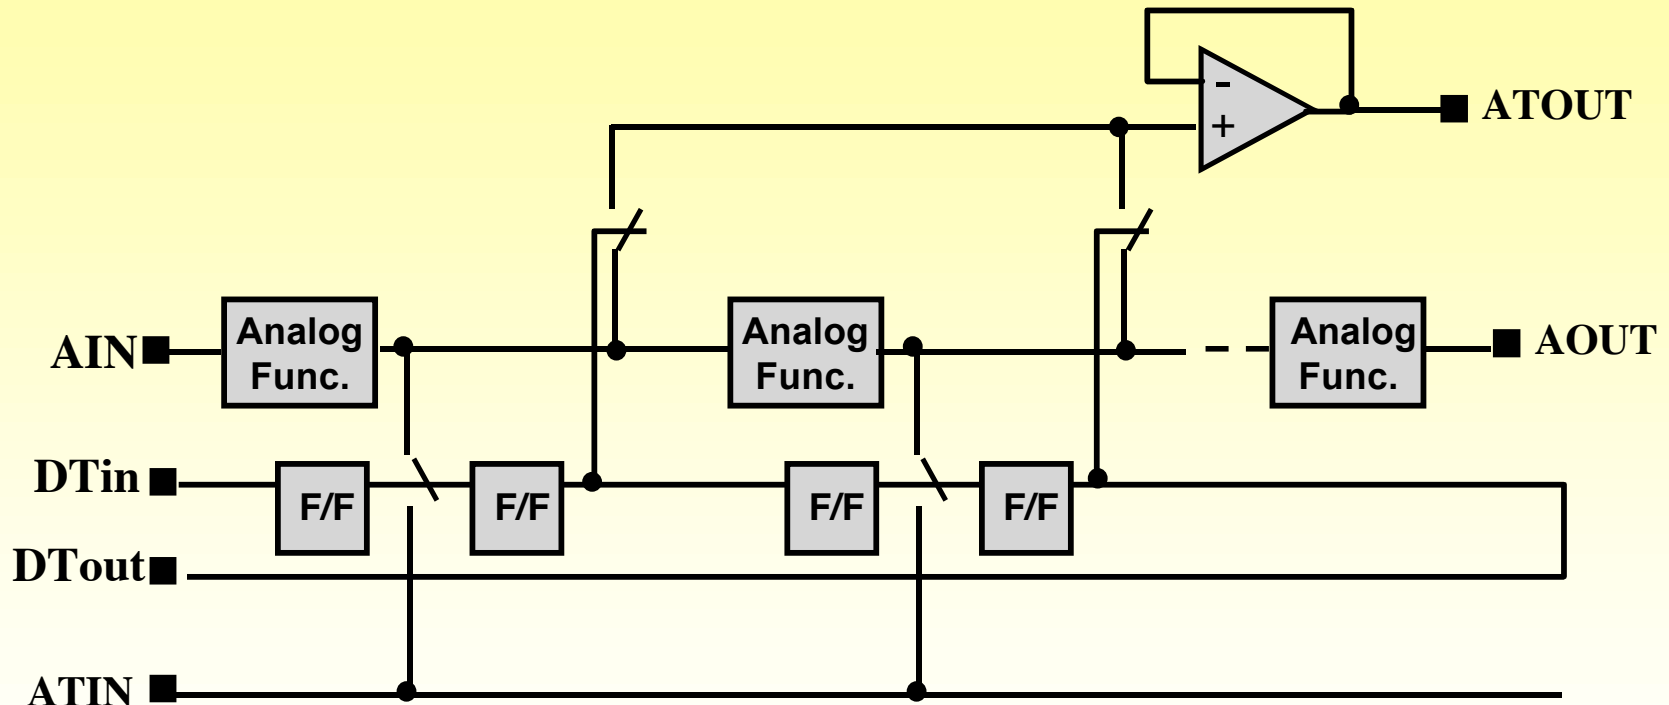 -
+
ATOUT
AIN
Analog
Func.
Analog
Func.
Analog
Func.
AOUT
DTin
F/F
F/F
F/F
F/F
DTout
ATIN